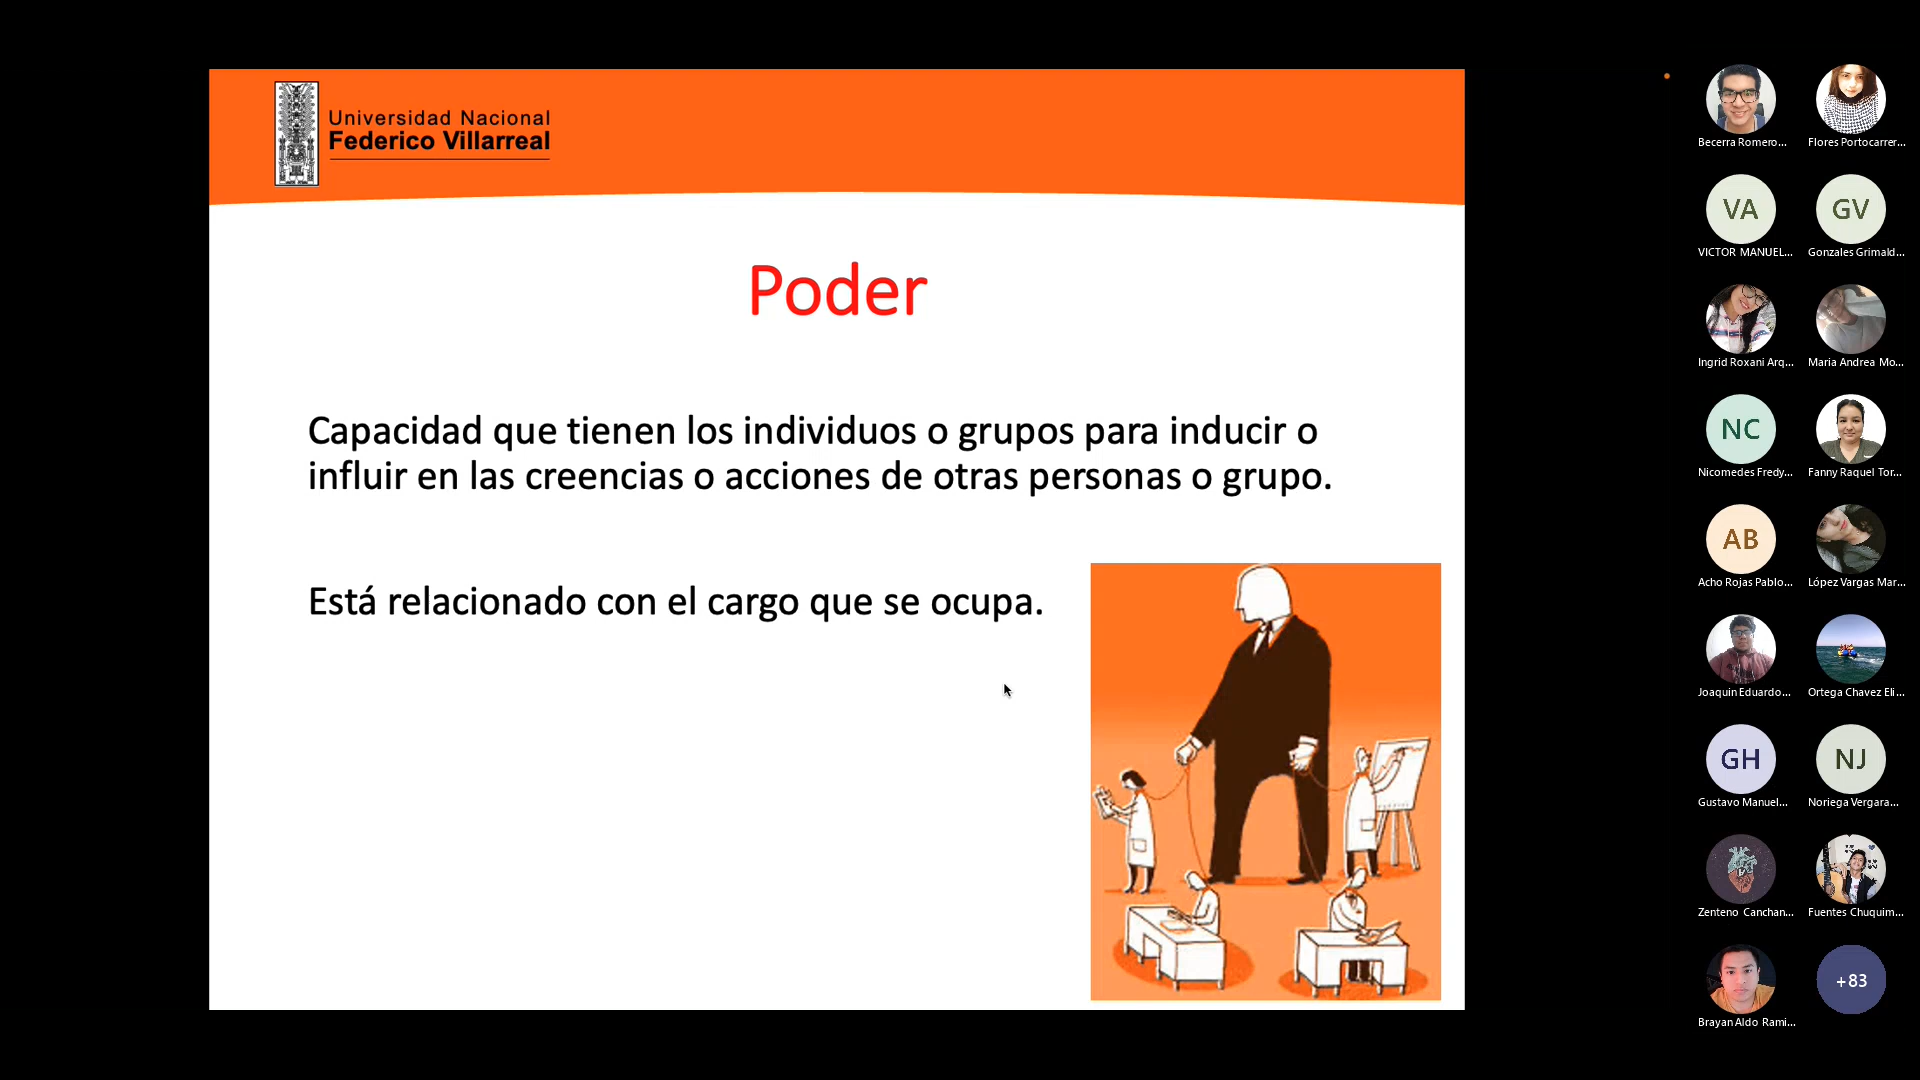 Universidad Nacional
Federico Villarreal
Poder
Capacidad que tienen los individuos o grupos para inducir o
influir en las creencias o acciones de otras personas o grupo.
Está relacionado con el cargo que se ocupa.
Becerra Romero...
Flores Portocarrer...
VA
GV
VICTOR MANUEL...
Gonzales Grimald...
Ingrid Roxani Arq...
Maria Andrea Mo...
NC
Nicomedes Fredy...
Fanny Raquel Tor...
AB
Acho Rojas Pablo...
López Vargas Mar...
Joaquin Eduardo...
Ortega Chavez Eli...
GH
NJ
Gustavo Manuel...
Noriega Vergara...
Zenteno Canchan...
Fuentes Chuquim...
+83
Brayan Aldo Rami...